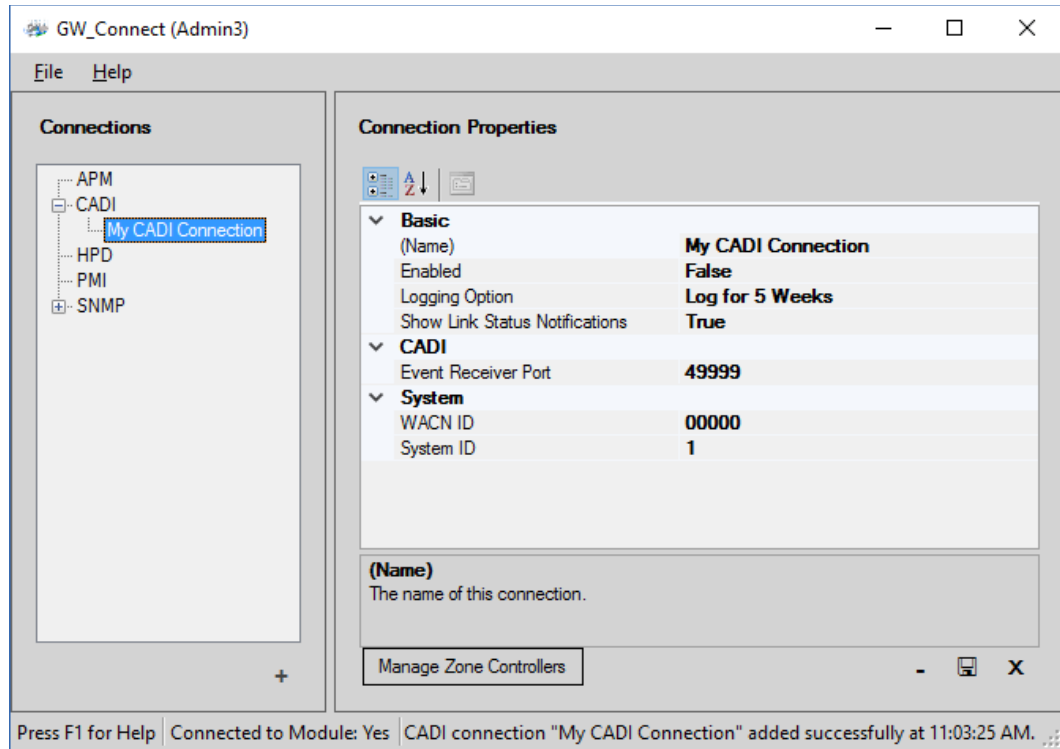 GW_Connect (Admin3)
File Help
Connections
APM
CADI
My CADI Connection
HPD
PMI
SNMP
+
Connection Properties
Basic
(Name) My CADI Connection
Enabled False
Logging Option Log for 5 Weeks
Show Link Status Notifications True
CADI
Event Receiver Port 49999
System
WACN ID 00000
System ID 1
(Name)
The name of this connection.
Manage Zone Controllers - X
Press F1 for Help Connected to Module: Yes CADI connection "My CADI Connection" added successfully at 11:03:25 AM.